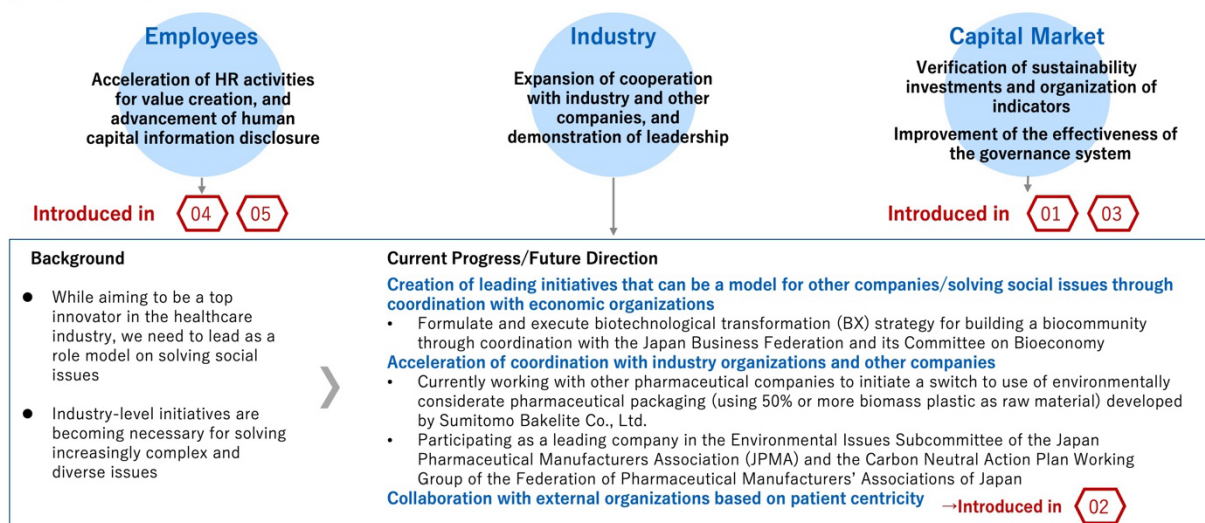 Employees
Acceleration of HR activities
for value creation, and
advancement of human
capital information disclosure
Introduced in 04 05
Industry
Expansion of cooperation
with industry and other
companies, and
demonstration of leadership
Capital Market
Verification of sustainability
investments and organization of
indicators
Improvement of the effectiveness of
the governance system
Introduced in 01 03
Background
● While aiming to be a top
innovator in the healthcare
industry, we need to lead as a
role model on solving social
issues
● Industry-level initiatives are
becoming necessary for solving
increasingly complex and
diverse issues
Current Progress/Future Direction
Creation of leading initiatives that can be a model for other companies/solving social issues through
coordination with economic organizations
• Formulate and execute biotechnological transformation (BX) strategy for building a biocommunity
through coordination with the Japan Business Federation and its Committee on Bioeconomy
Acceleration of coordination with industry organizations and other companies
• Currently working with other pharmaceutical companies to initiate a switch to use of environmentally
considerate pharmaceutical packaging (using 50% or more biomass plastic as raw material) developed
by Sumitomo Bakelite Co., Ltd.
• Participating as a leading company in the Environmental Issues Subcommittee of the Japan
Pharmaceutical Manufacturers Association (JPMA) and the Carbon Neutral Action Plan Working
Group of the Federation of Pharmaceutical Manufacturers' Associations of Japan
Collaboration with external organizations based on patient centricity →Introduced in 02